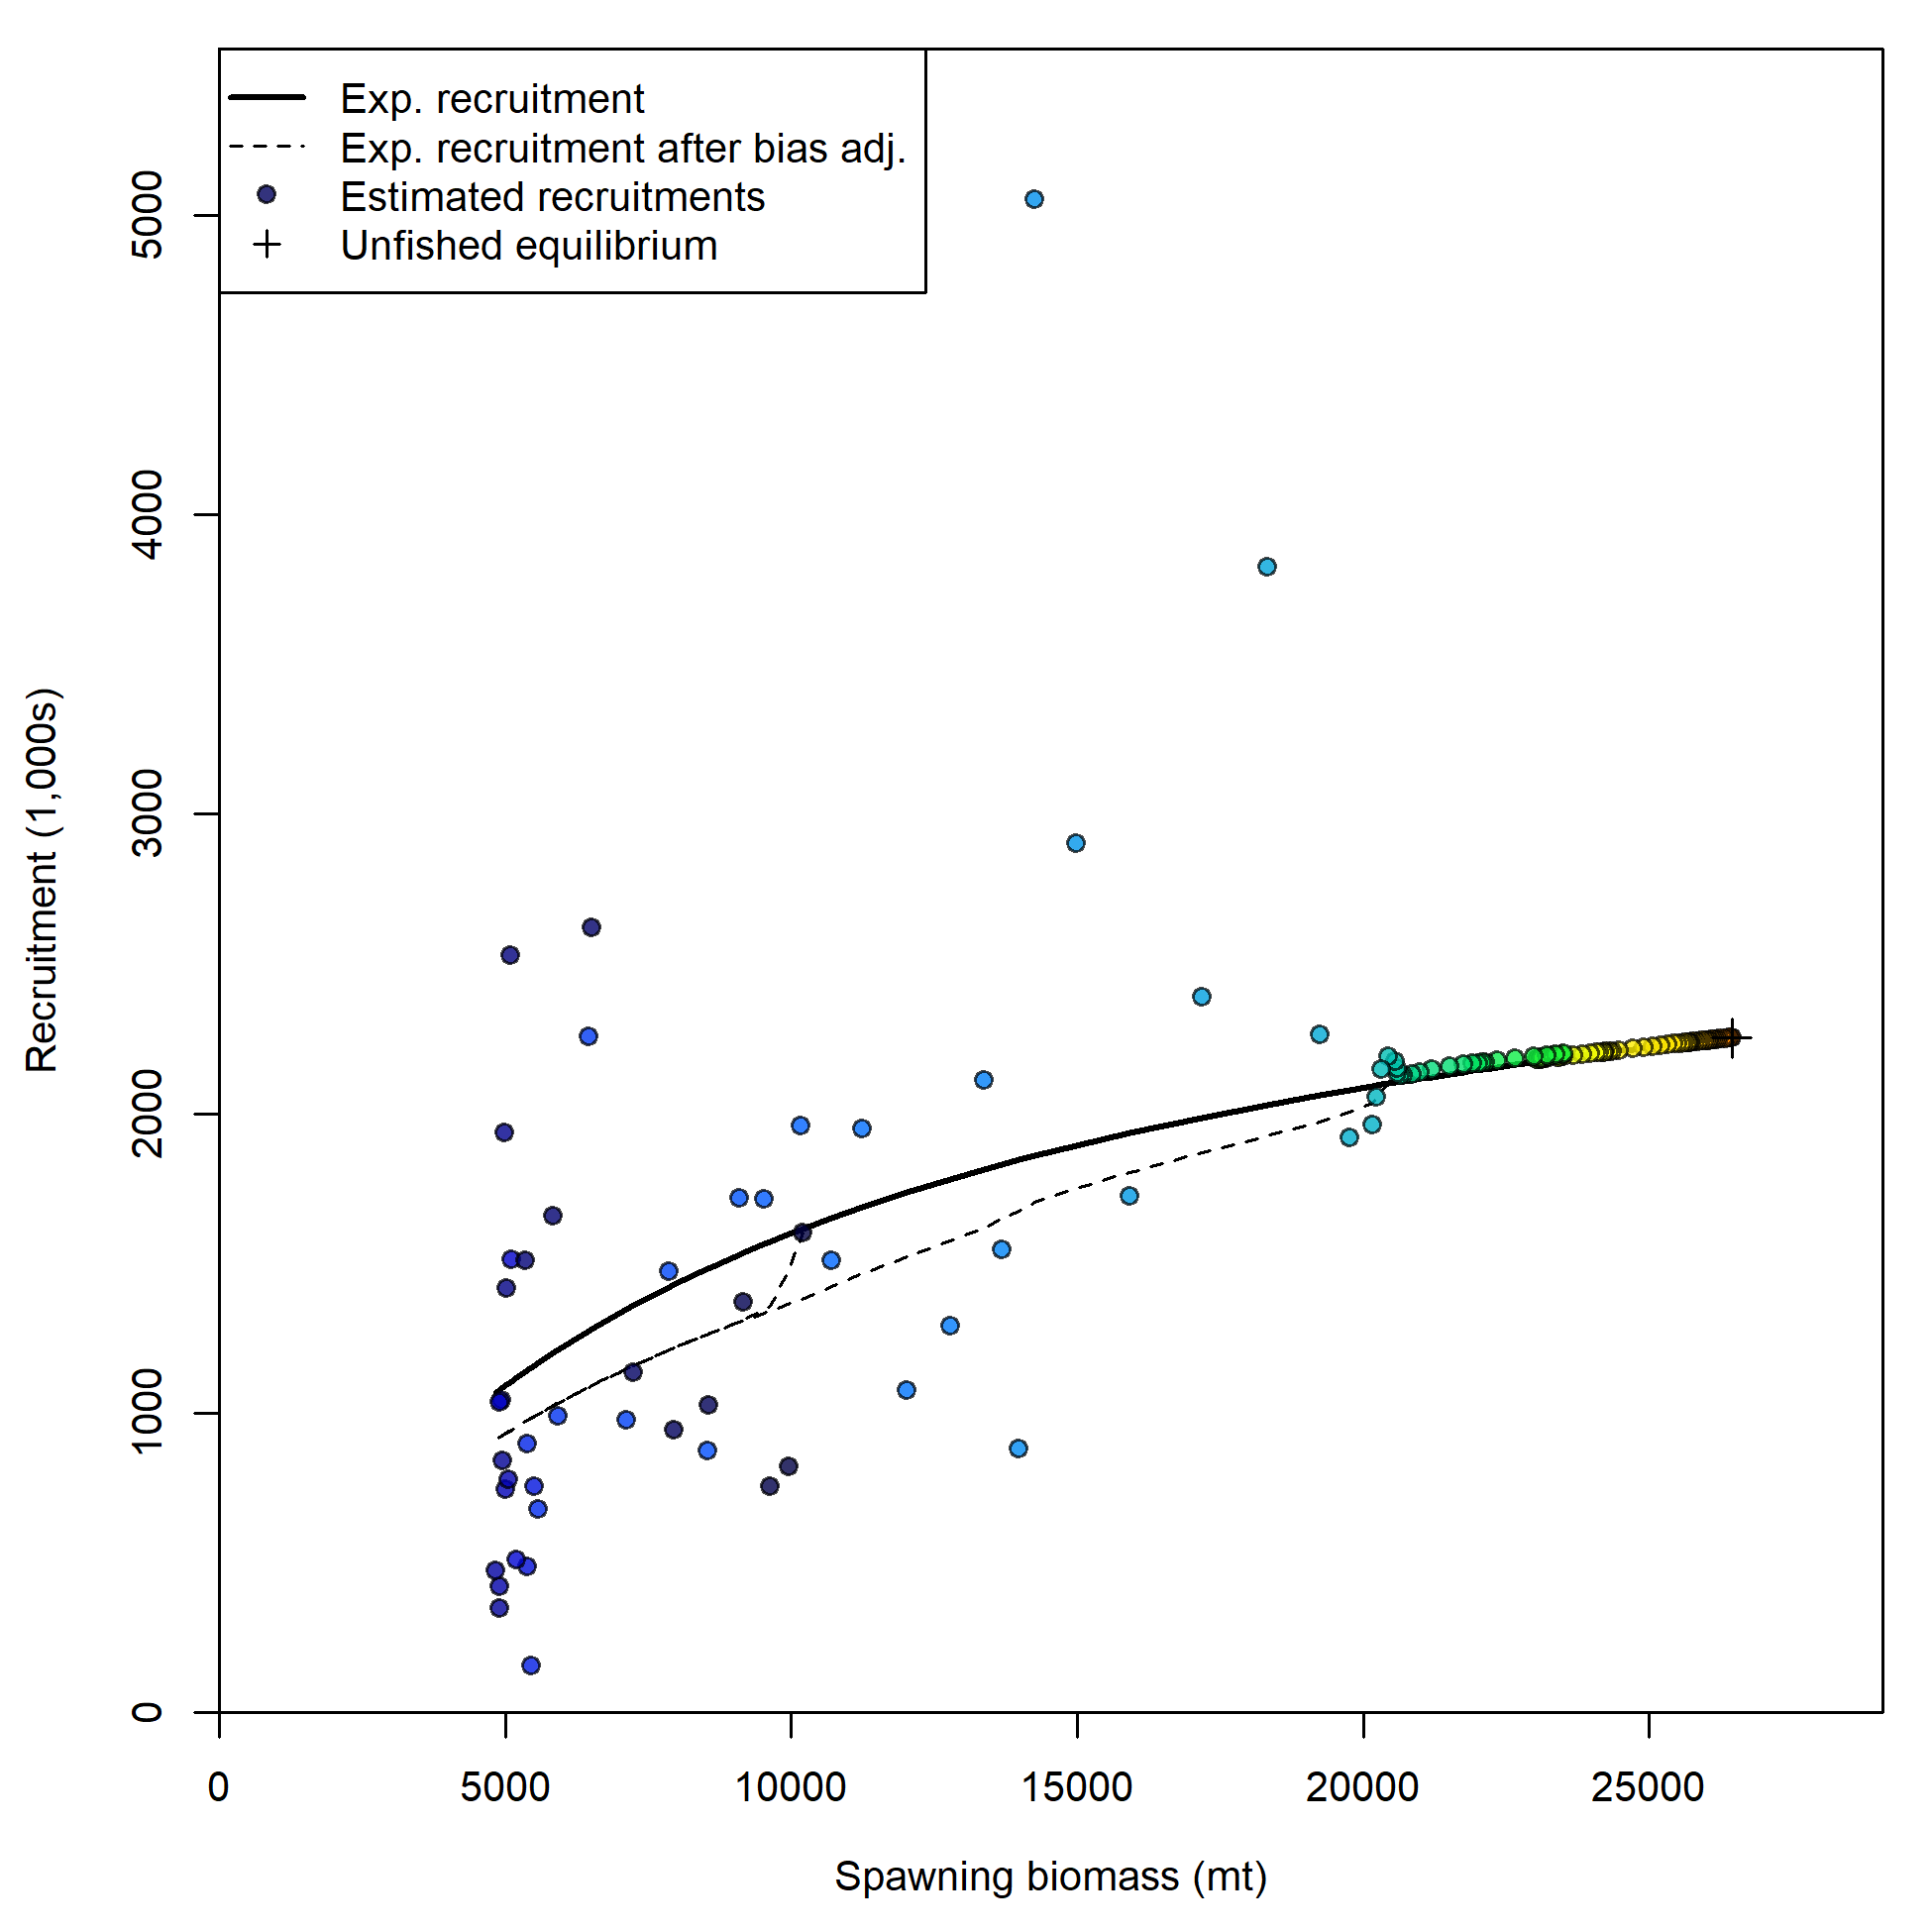 Exp. recruitment
Exp. recruitment after bias adj.
Estimated recruitments
Unfished equilibrium
5000
4000
3000
2000
1000
0
Recruitment (1,000s)
0 5000 10000 15000 20000 25000
Spawning biomass (mt)